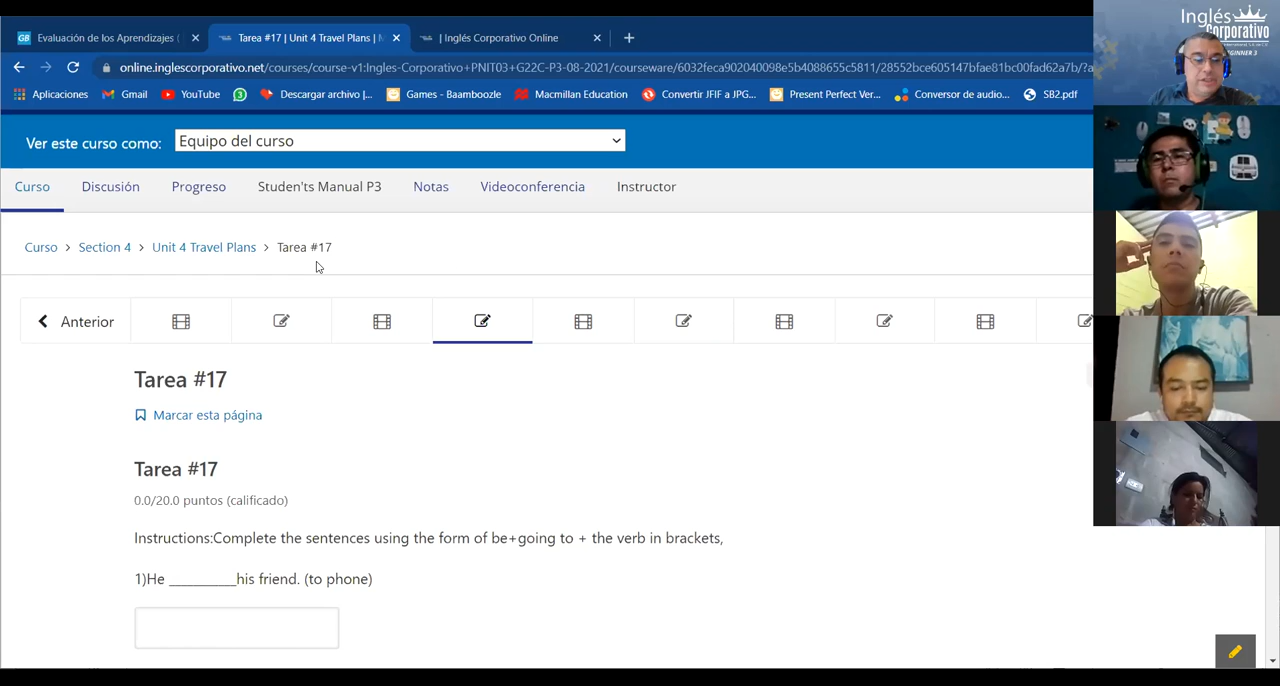 Evaluación de los Aprendizajes (
Tarea #17 | Unit 4 Travel Plans |
| Inglés Corporativo Online
online.inglescorporativo.net/courses/course-v1:Ingles-Corporativo+PNIT03+G22C-P3-08-2021/courseware/6032feca902040098e5b4088655c5811/28552bce605147bfae81bc00fad62a7b/?a
Aplicaciones
Gmail
YouTube
Descargar archivo |...
Games - Baamboozle
Macmillan Education
Convertir JFIF a JPG...
Present Perfect Ver...
Conversor de audio...
SB2.pdf
Inglés
Corporativo
BEGINNER 3
Ver este curso como:
Equipo del curso
Curso
Discusión
Progreso
Studen'ts Manual P3
Notas
Videoconferencia
Instructor
Curso > Section 4 > Unit 4 Travel Plans > Tarea #17
Anterior
Tarea #17
Marcar esta página
Tarea #17
0.0/20.0 puntos (calificado)
Instructions:Complete the sentences using the form of be+going to + the verb in brackets,
1)He __________his friend. (to phone)